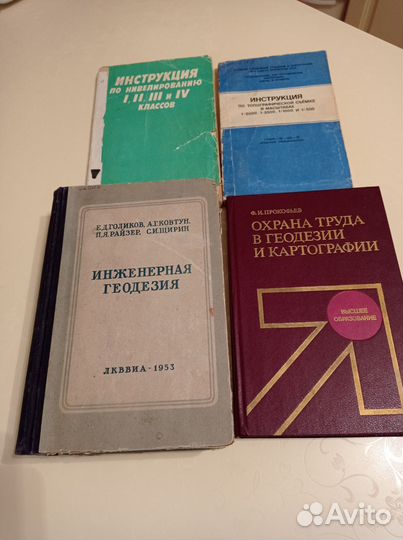 ИНСТРУКЦИЯ
ПО НИВЕЛИРОВАНИЮ
I, II, III и IV
КЛАССОВ
ИНСТРУКЦИЯ
ПО ТОПОГРАФИЧЕСКОЙ СЪЕМКЕ
В МАСШТАБАХ
1:5000, 1:2000, 1:1000 И 1:500
Е.Д.ГОЛИКОВ, А.Г.КОВТУН,
П.Я.РАЙЗЕР, С.И.ЩИРИН
ИНЖЕНЕРНАЯ
ГЕОДЕЗИЯ
ЛКВВИА - 1953
Ф. И. ПРОКОФЬЕВ
ОХРАНА ТРУДА
В ГЕОДЕЗИИ
И КАРТОГРАФИИ
ВЫСШЕЕ
ОБРАЗОВАНИЕ
Avito